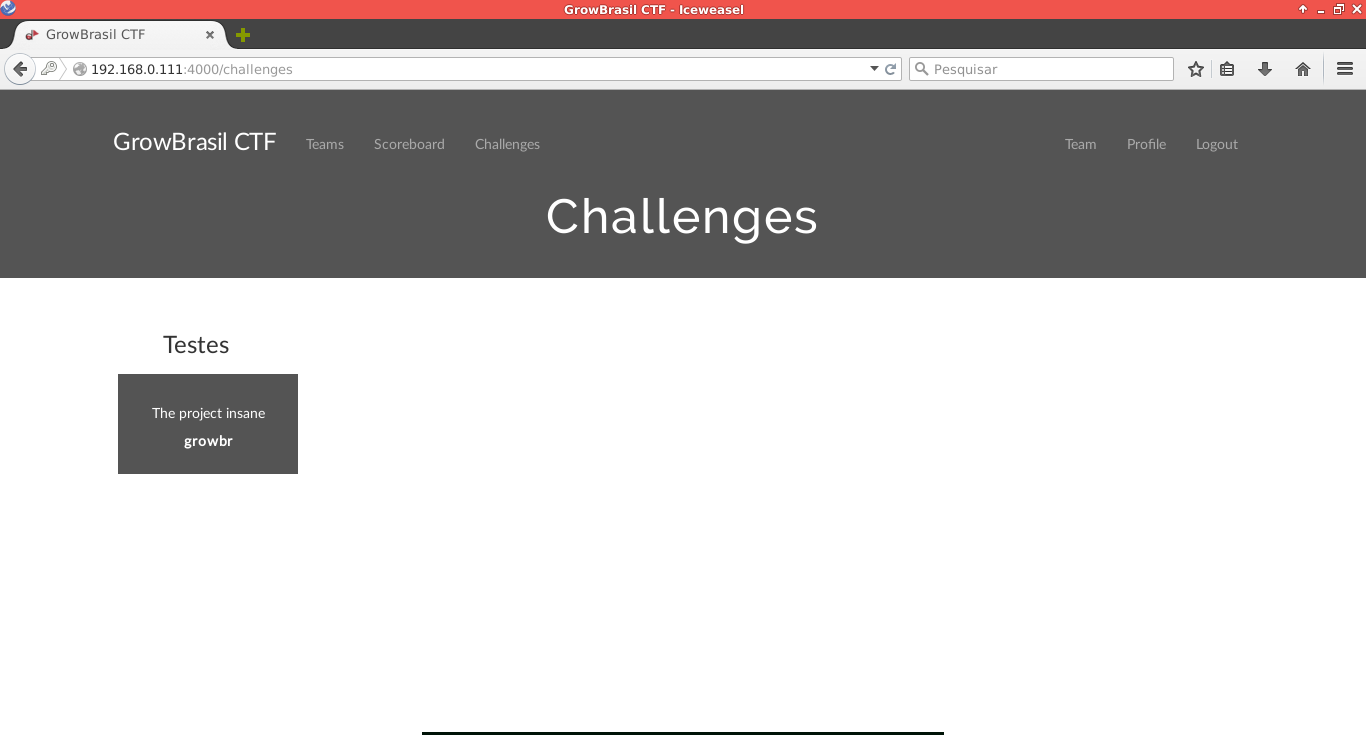 GrowBrasil CTF - Iceweasel
GrowBrasil CTF
192.168.0.111:4000/challenges
Pesquisar
GrowBrasil CTF Teams Scoreboard Challenges Team Profile Logout
Challenges
Testes
The project insane
growbr